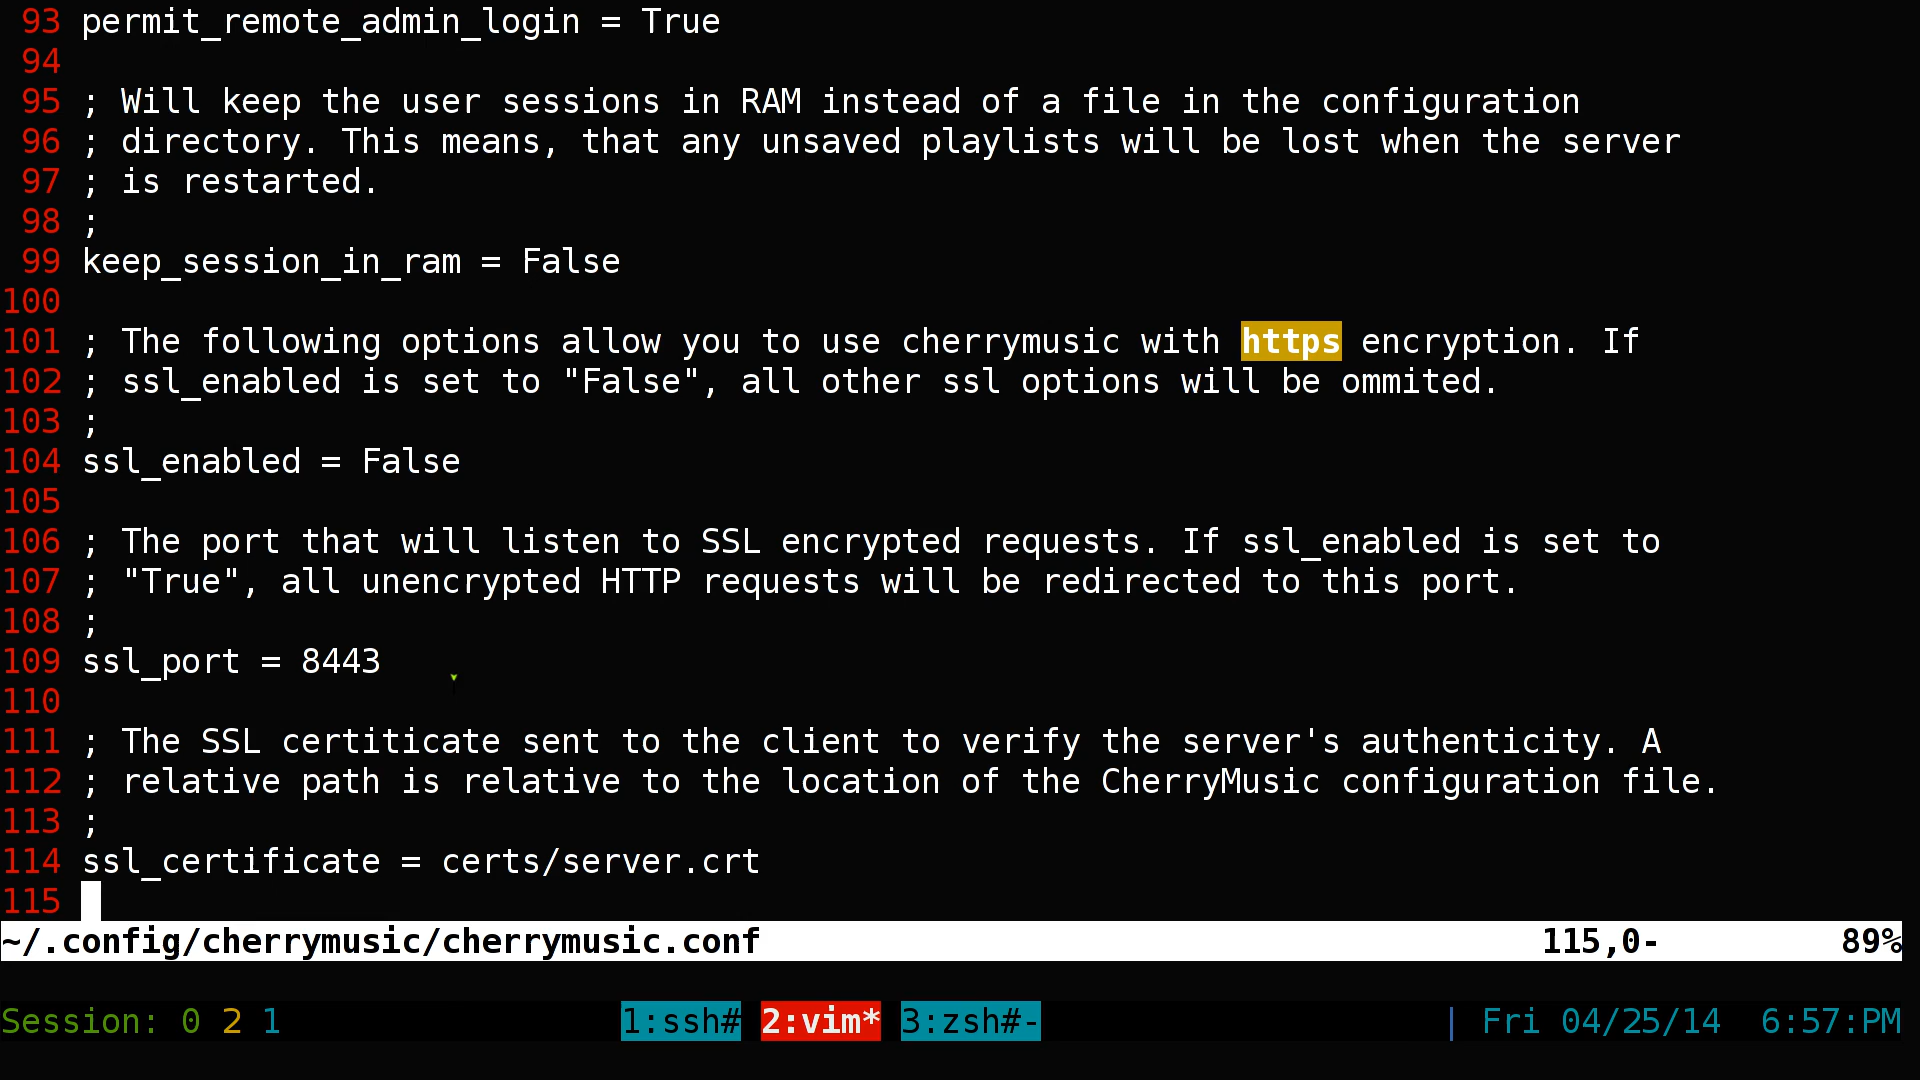 93 permit_remote_admin_login = True
94
95 ; Will keep the user sessions in RAM instead of a file in the configuration
96 ; directory. This means, that any unsaved playlists will be lost when the server
97 ; is restarted.
98 ;
99 keep_session_in_ram = False
100
101 ; The following options allow you to use cherrymusic with https encryption. If
102 ; ssl_enabled is set to "False", all other ssl options will be ommited.
103 ;
104 ssl_enabled = False
105
106 ; The port that will listen to SSL encrypted requests. If ssl_enabled is set to
107 ; "True", all unencrypted HTTP requests will be redirected to this port.
108 ;
109 ssl_port = 8443
110
111 ; The SSL certiticate sent to the client to verify the server's authenticity. A
112 ; relative path is relative to the location of the CherryMusic configuration file.
113 ;
114 ssl_certificate = certs/server.crt
115
~/.config/cherrymusic/cherrymusic.conf 115,0- 89%
Session: 0 2 1 1:ssh# 2:vim* 3:zsh#- | Fri 04/25/14 6:57:PM